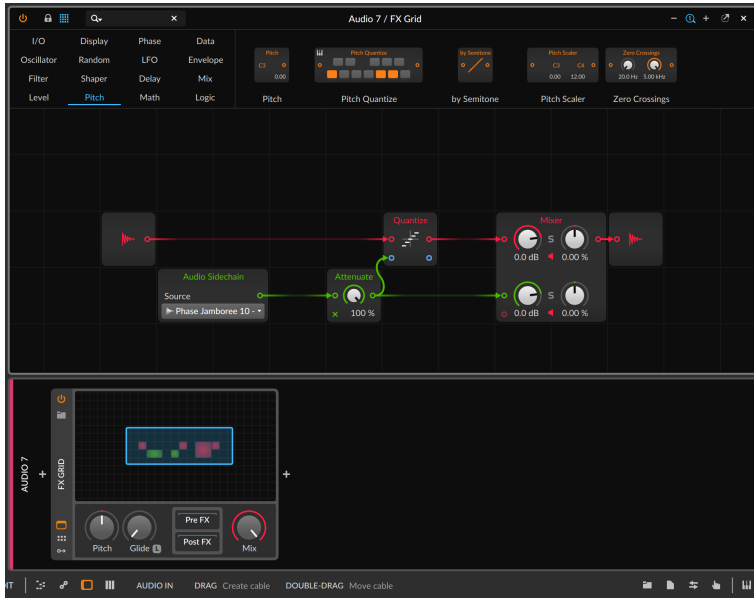 Audio 7 / FX Grid
I/O Display Phase Data
Oscillator Random LFO Envelope
Filter Shaper Delay Mix
Level Pitch Math Logic
Pitch
C3
0.00
Pitch
Pitch Quantize
Pitch Quantize
by Semitone
by Semitone
Pitch Scaler
C3 C4
0.00 12.00
Pitch Scaler
Zero Crossings
20.0 Hz 5.00 kHz
Zero Crossings
Quantize
Mixer
S
0.0 dB 0.00 %
Audio Sidechain
Source
Phase Jamboree 10 -
Attenuate
100 %
S
0.0 dB 0.00 %
AUDIO 7
FX GRID
Pitch Glide L
Pre FX
Post FX
Mix
IT AUDIO IN DRAG Create cable DOUBLE-DRAG Move cable